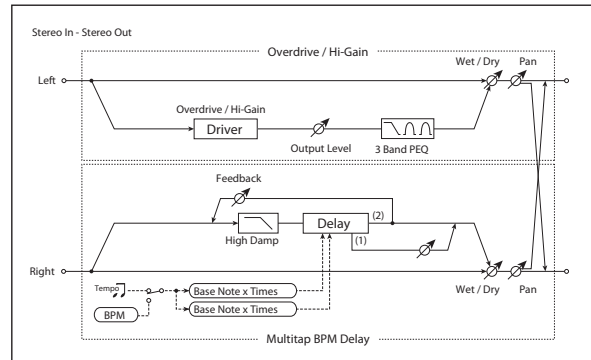 Stereo In - Stereo Out
Overdrive / Hi-Gain
Wet / Dry
Pan
Left
Overdrive / Hi-Gain
Driver
Output Level
3 Band PEQ
Feedback
High Damp
Delay
(2)
(1)
Right
Wet / Dry
Pan
Tempo
BPM
Base Note x Times
Base Note x Times
Multitap BPM Delay